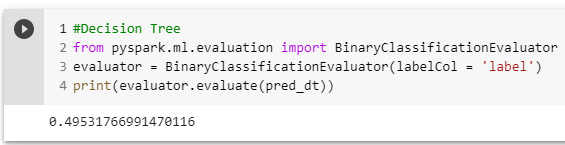 1 #Decision Tree
2 from pyspark.ml.evaluation import BinaryClassificationEvaluator
3 evaluator = BinaryClassificationEvaluator(labelCol = 'label')
4 print(evaluator.evaluate(pred_dt))
0.49531766991470116